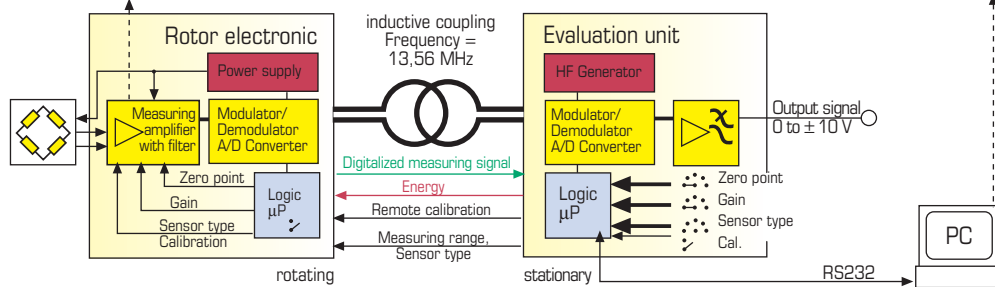 Rotor electronic
Power supply
Measuring
amplifier
with filter
Modulator/
Demodulator
A/D Converter
Zero point
Gain
Sensor type
Calibration
Logic
µP
rotating
inductive coupling
Frequency =
13,56 MHz
Digitalized measuring signal
Energy
Remote calibration
Measuring range,
Sensor type
Evaluation unit
HF Generator
Modulator/
Demodulator
A/D Converter
Logic
µP
Zero point
Gain
Sensor type
Cal.
stationary
Output signal
0 to ± 10 V
RS232
PC